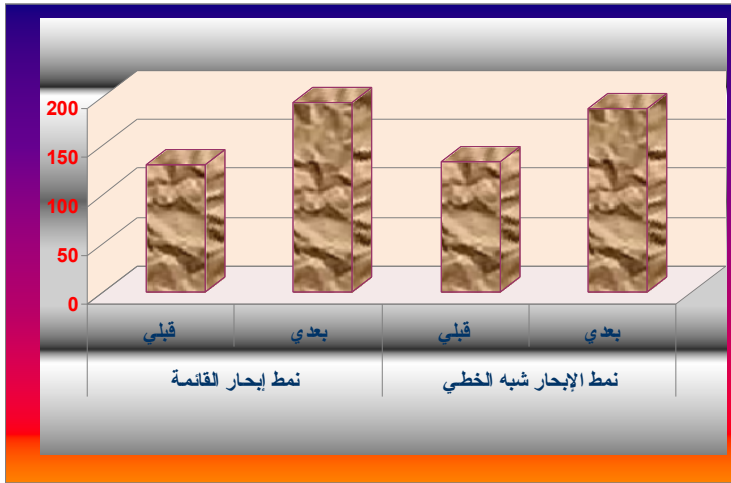 200
150
100
50
0
قبلي
بعدي
قبلي
بعدي
نمط إبحار القائمة
نمط الإبحار شبه الخطي